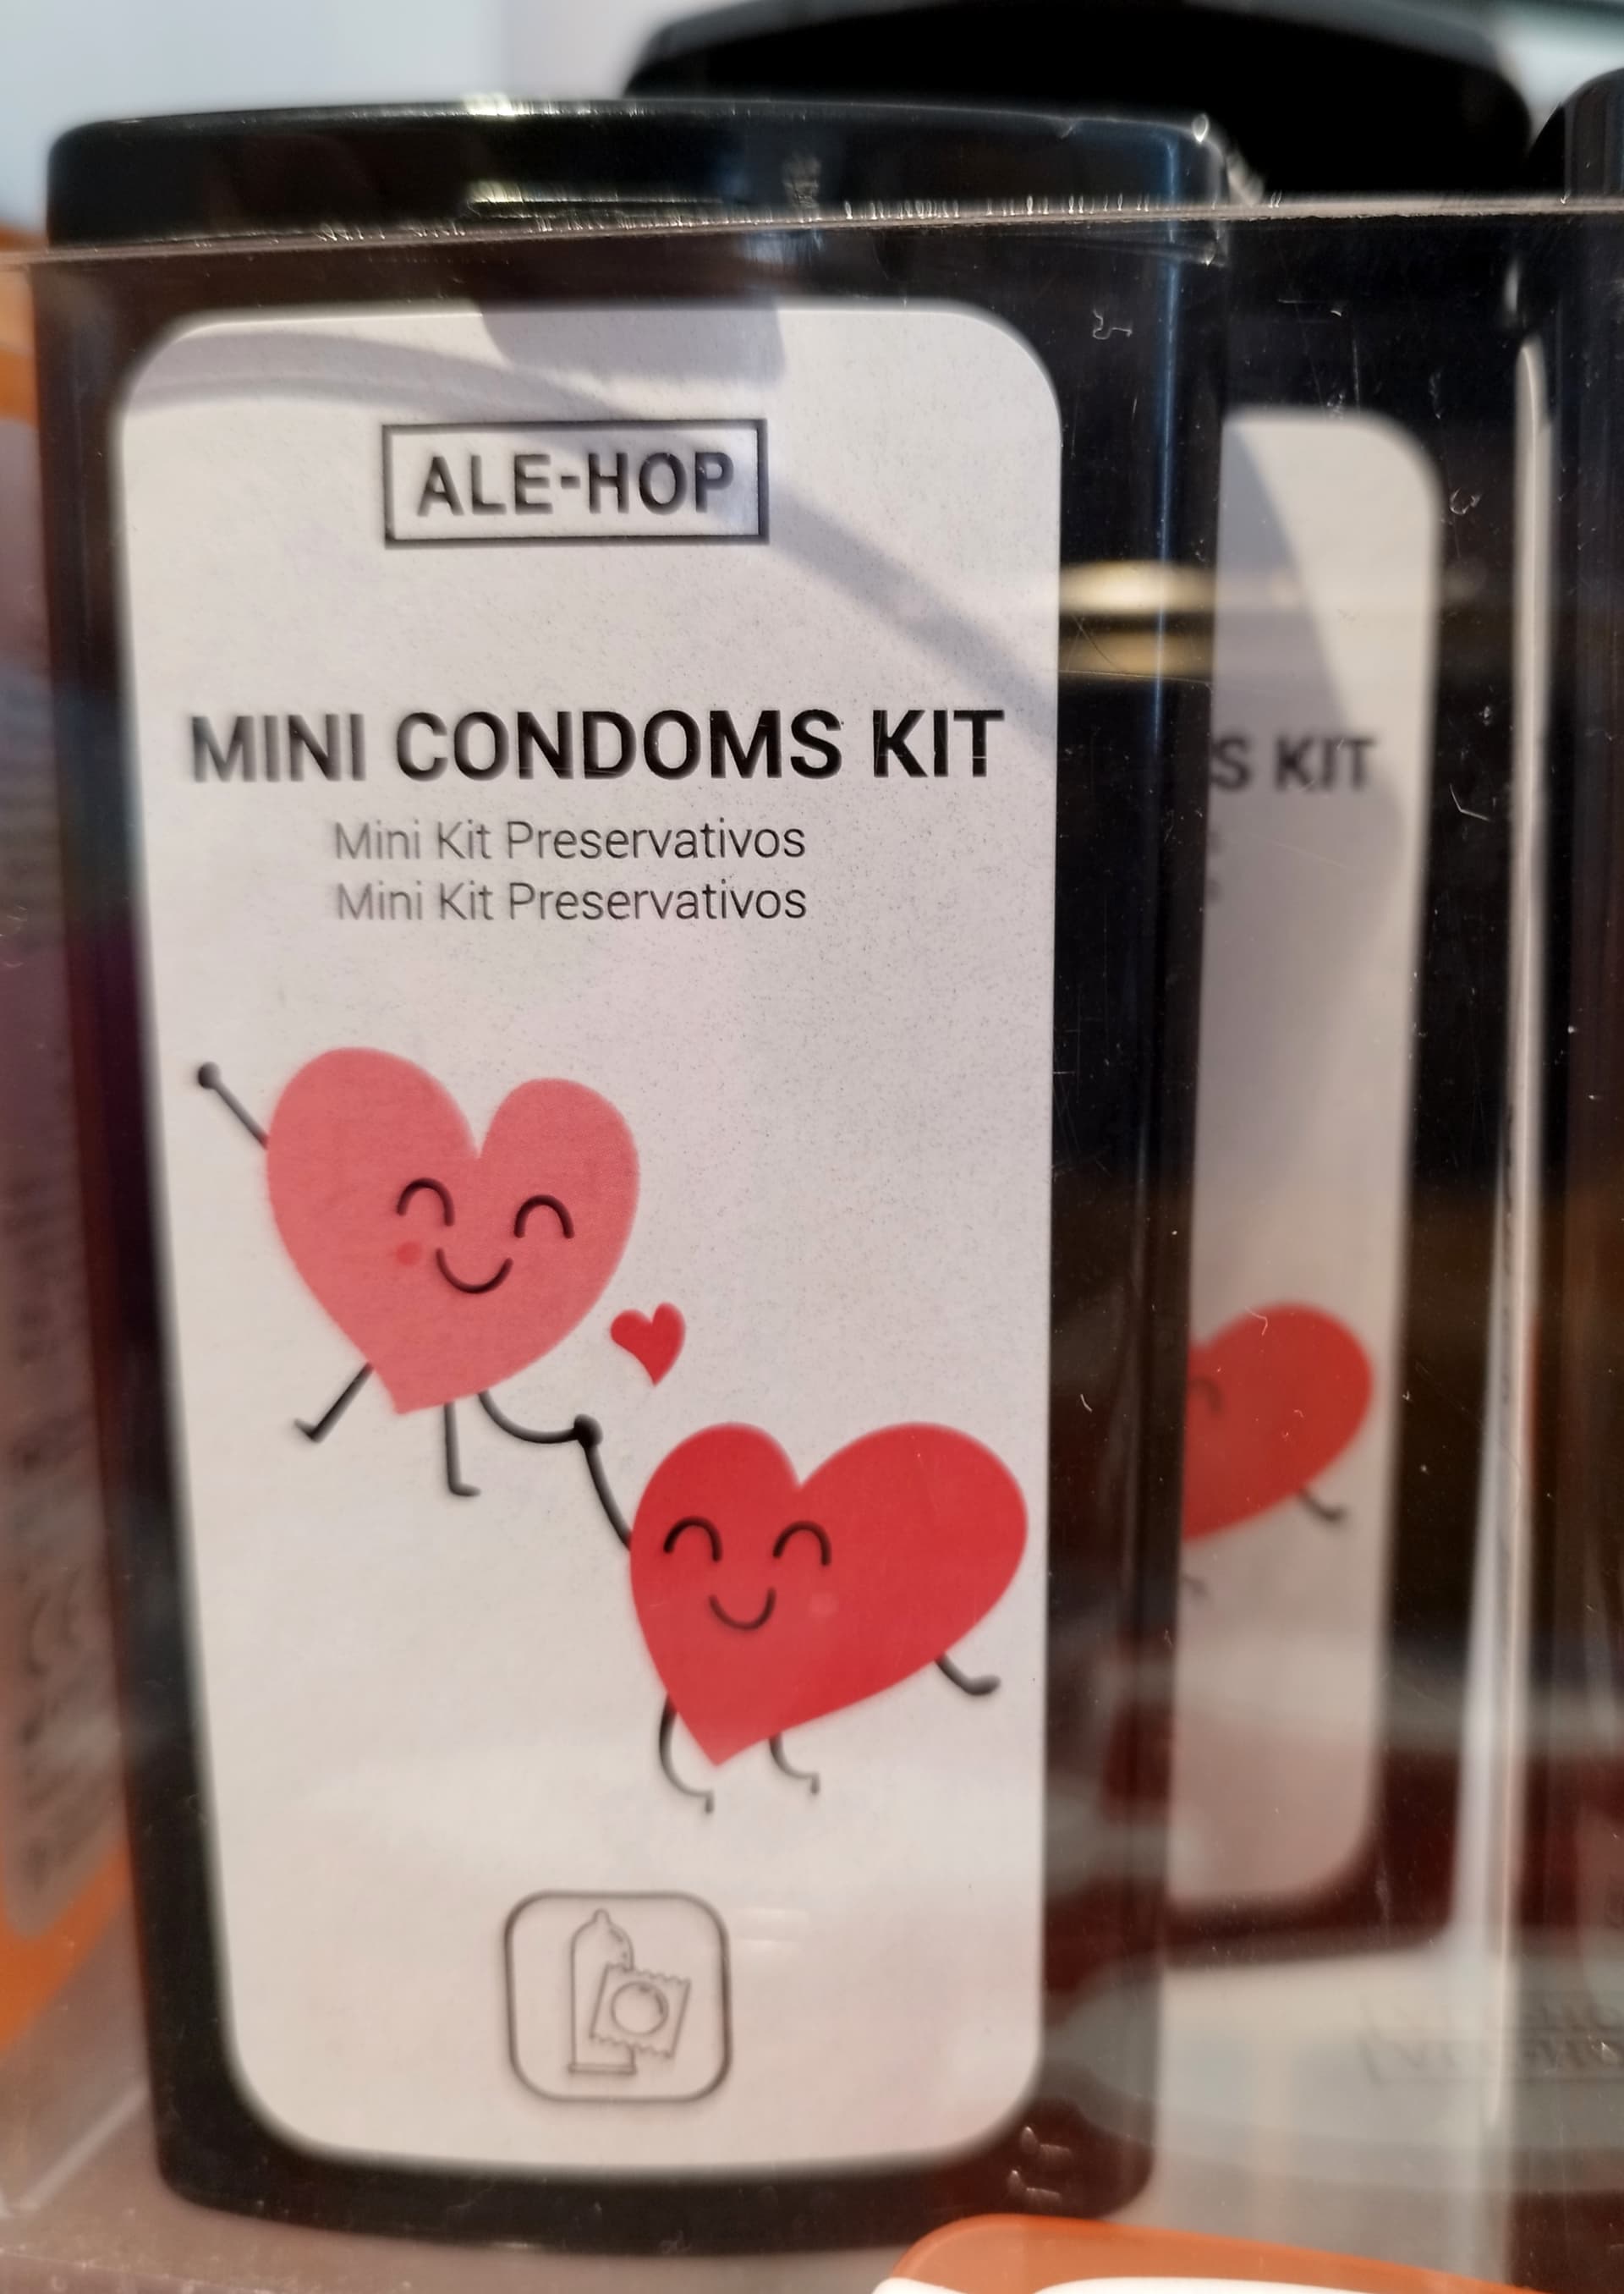 ALE-HOP
MINI CONDOMS KIT
Mini Kit Preservativos
Mini Kit Preservativos
S KIT